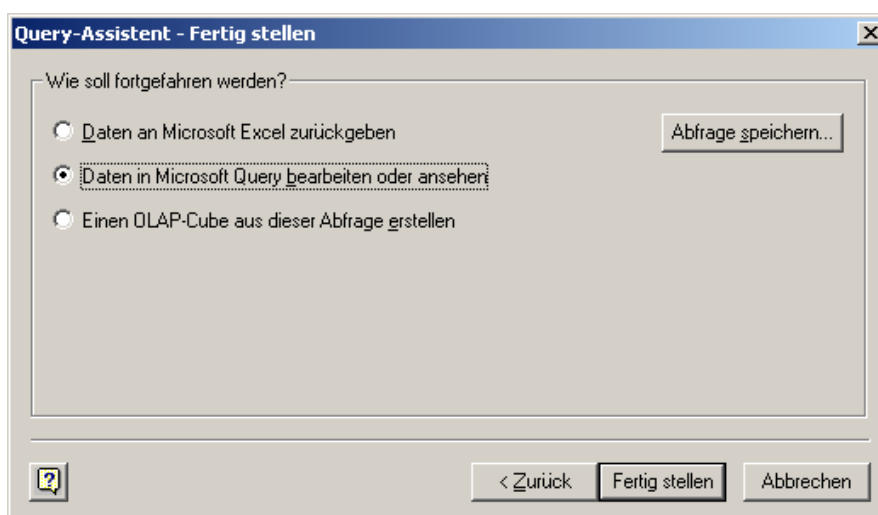 Query-Assistent - Fertig stellen
Wie soll fortgefahren werden?
Daten an Microsoft Excel zurückgeben
Abfrage speichern...
Daten in Microsoft Query bearbeiten oder ansehen
Einen OLAP-Cube aus dieser Abfrage erstellen
< Zurück
Fertig stellen
Abbrechen